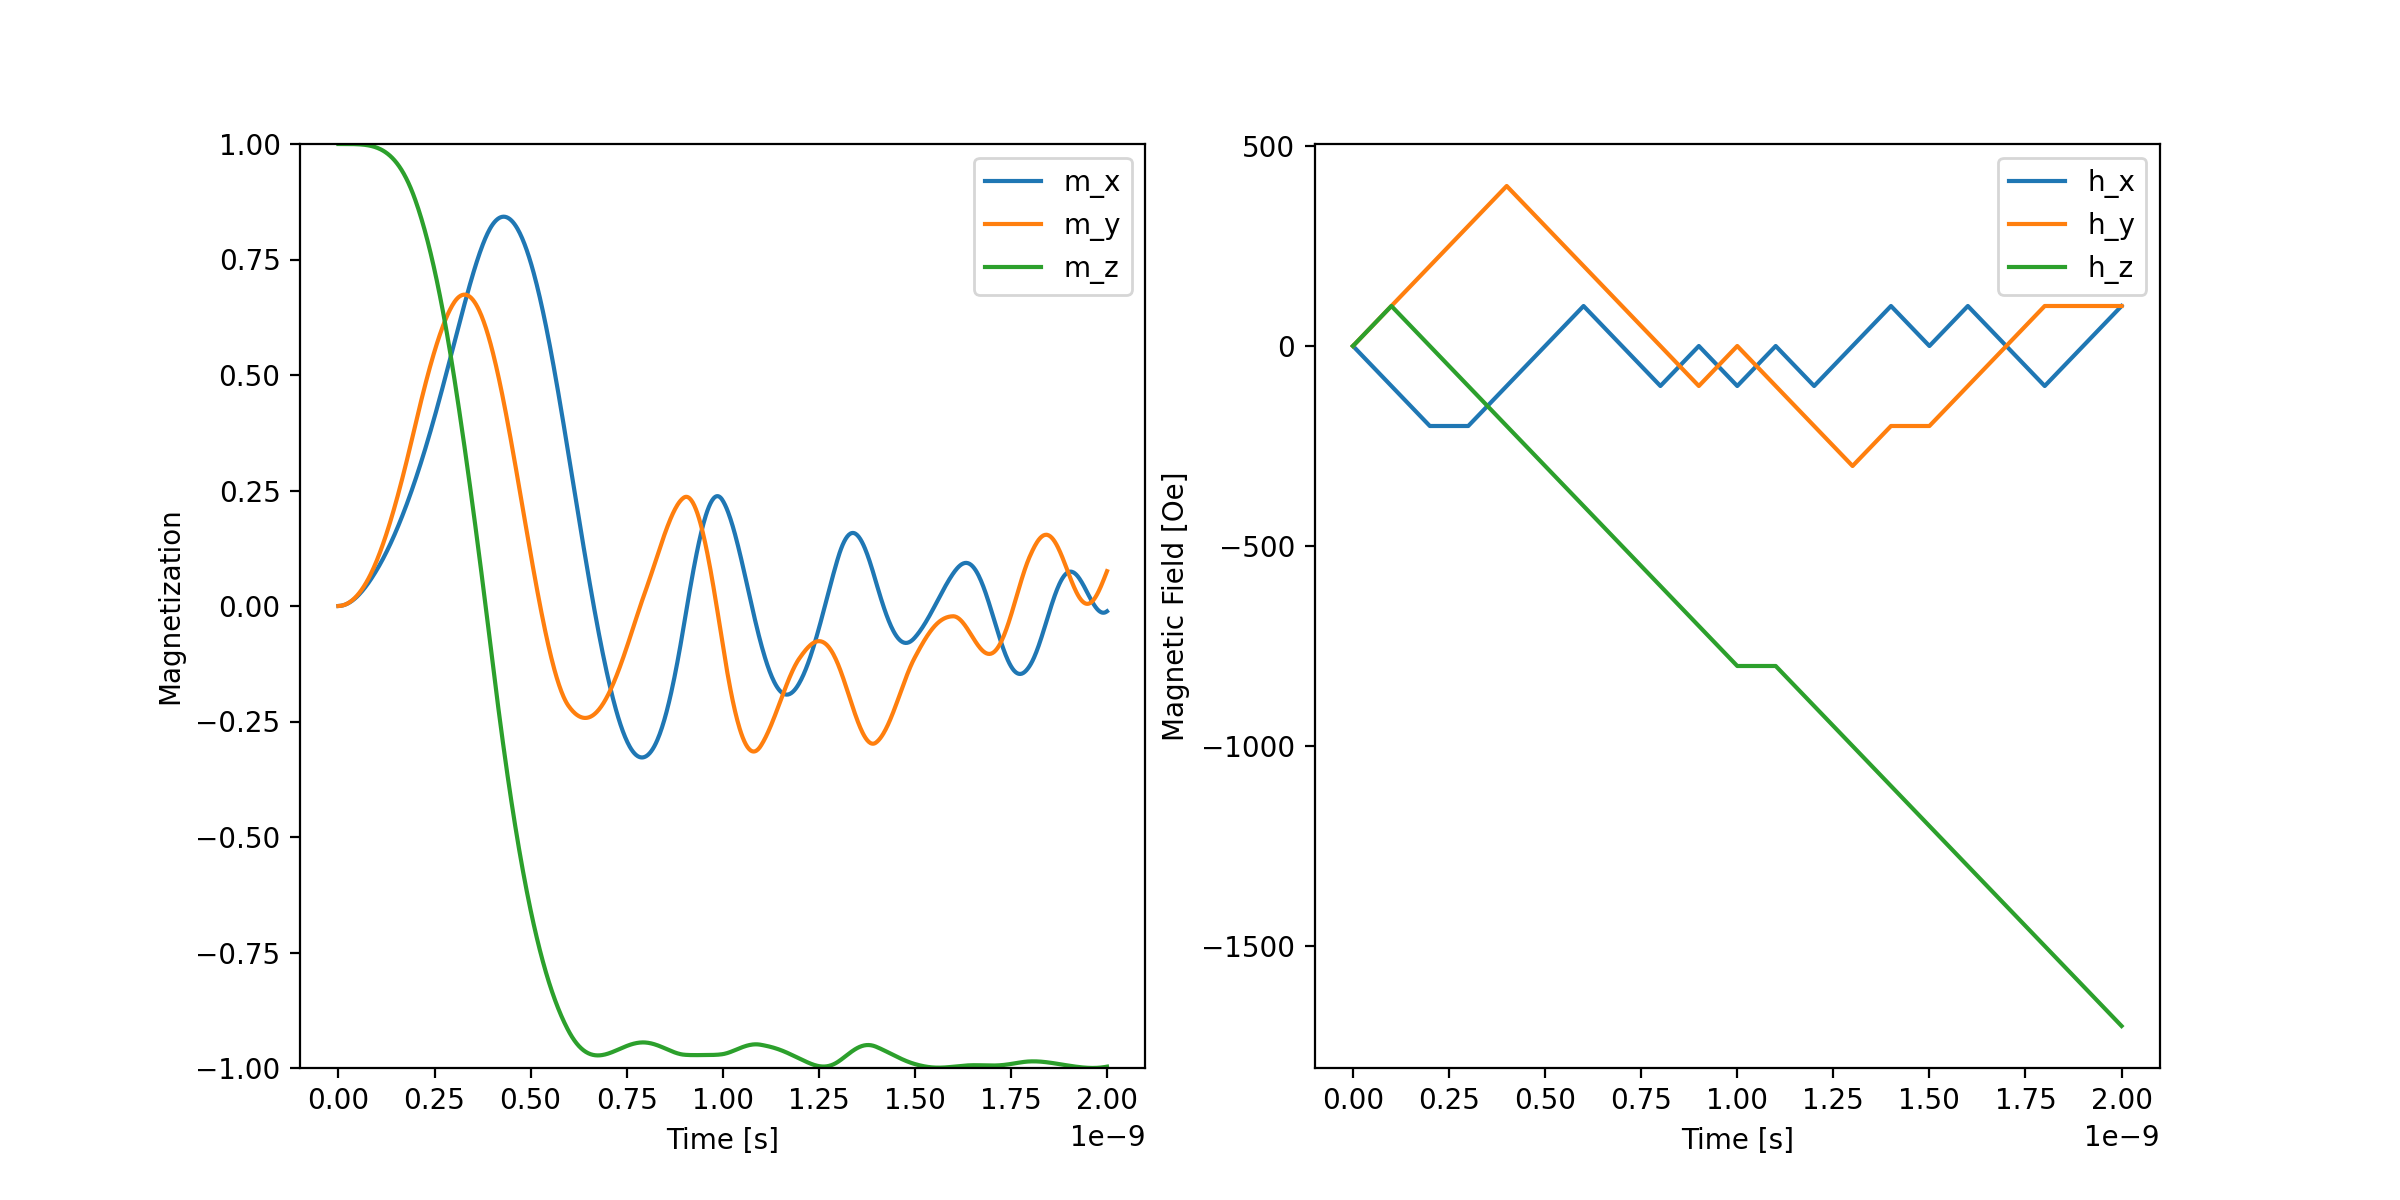 1.00
0.75
0.50
0.25
0.00
−0.25
−0.50
−0.75
−1.00
Magnetization
0.00 0.25 0.50 0.75 1.00 1.25 1.50 1.75 2.00
Time [s]
1e−9
m_x
m_y
m_z
500
0
−500
−1000
−1500
Magnetic Field [Oe]
0.00 0.25 0.50 0.75 1.00 1.25 1.50 1.75 2.00
Time [s]
1e−9
h_x
h_y
h_z